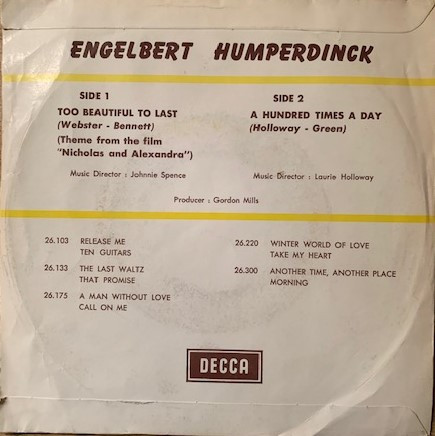 ENGELBERT HUMPERDINCK
SIDE 1
TOO BEAUTIFUL TO LAST
(Webster - Bennett)
(Theme from the film
"Nicholas and Alexandra")
Music Director : Johnnie Spence
SIDE 2
A HUNDRED TIMES A DAY
(Holloway - Green)
Music Director : Laurie Holloway
Producer : Gordon Mills
26.103 RELEASE ME
TEN GUITARS
26.133 THE LAST WALTZ
THAT PROMISE
26.175 A MAN WITHOUT LOVE
CALL ON ME
26.220 WINTER WORLD OF LOVE
TAKE MY HEART
26.300 ANOTHER TIME, ANOTHER PLACE
MORNING
DECCA